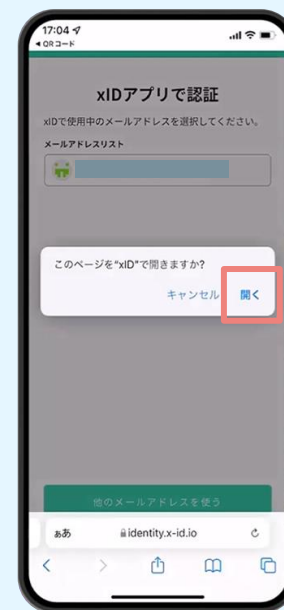 17:04
◀ QRコード
xIDアプリで認証
xIDで使用中のメールアドレスを選択してください。
メールアドレスリスト
このページを"xID"で開きますか?
キャンセル 開く
他のメールアドレスを使う
ぁあ identity.x-id.io